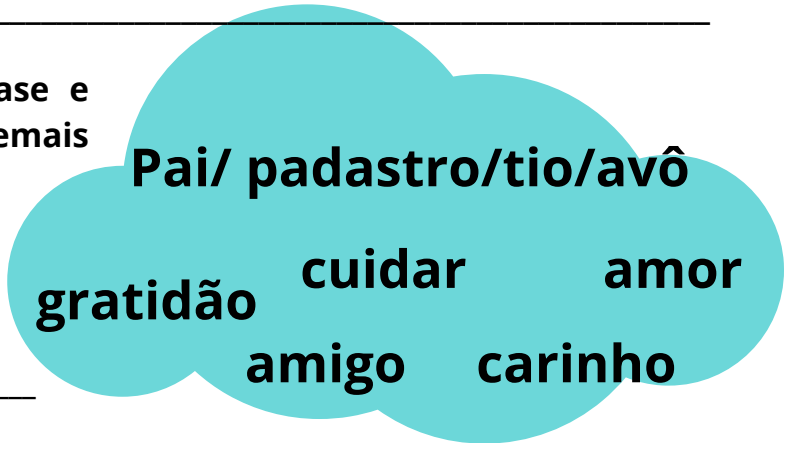 ase e
emais
Pai/ padastro/tio/avô
cuidar amor
gratidão
amigo carinho